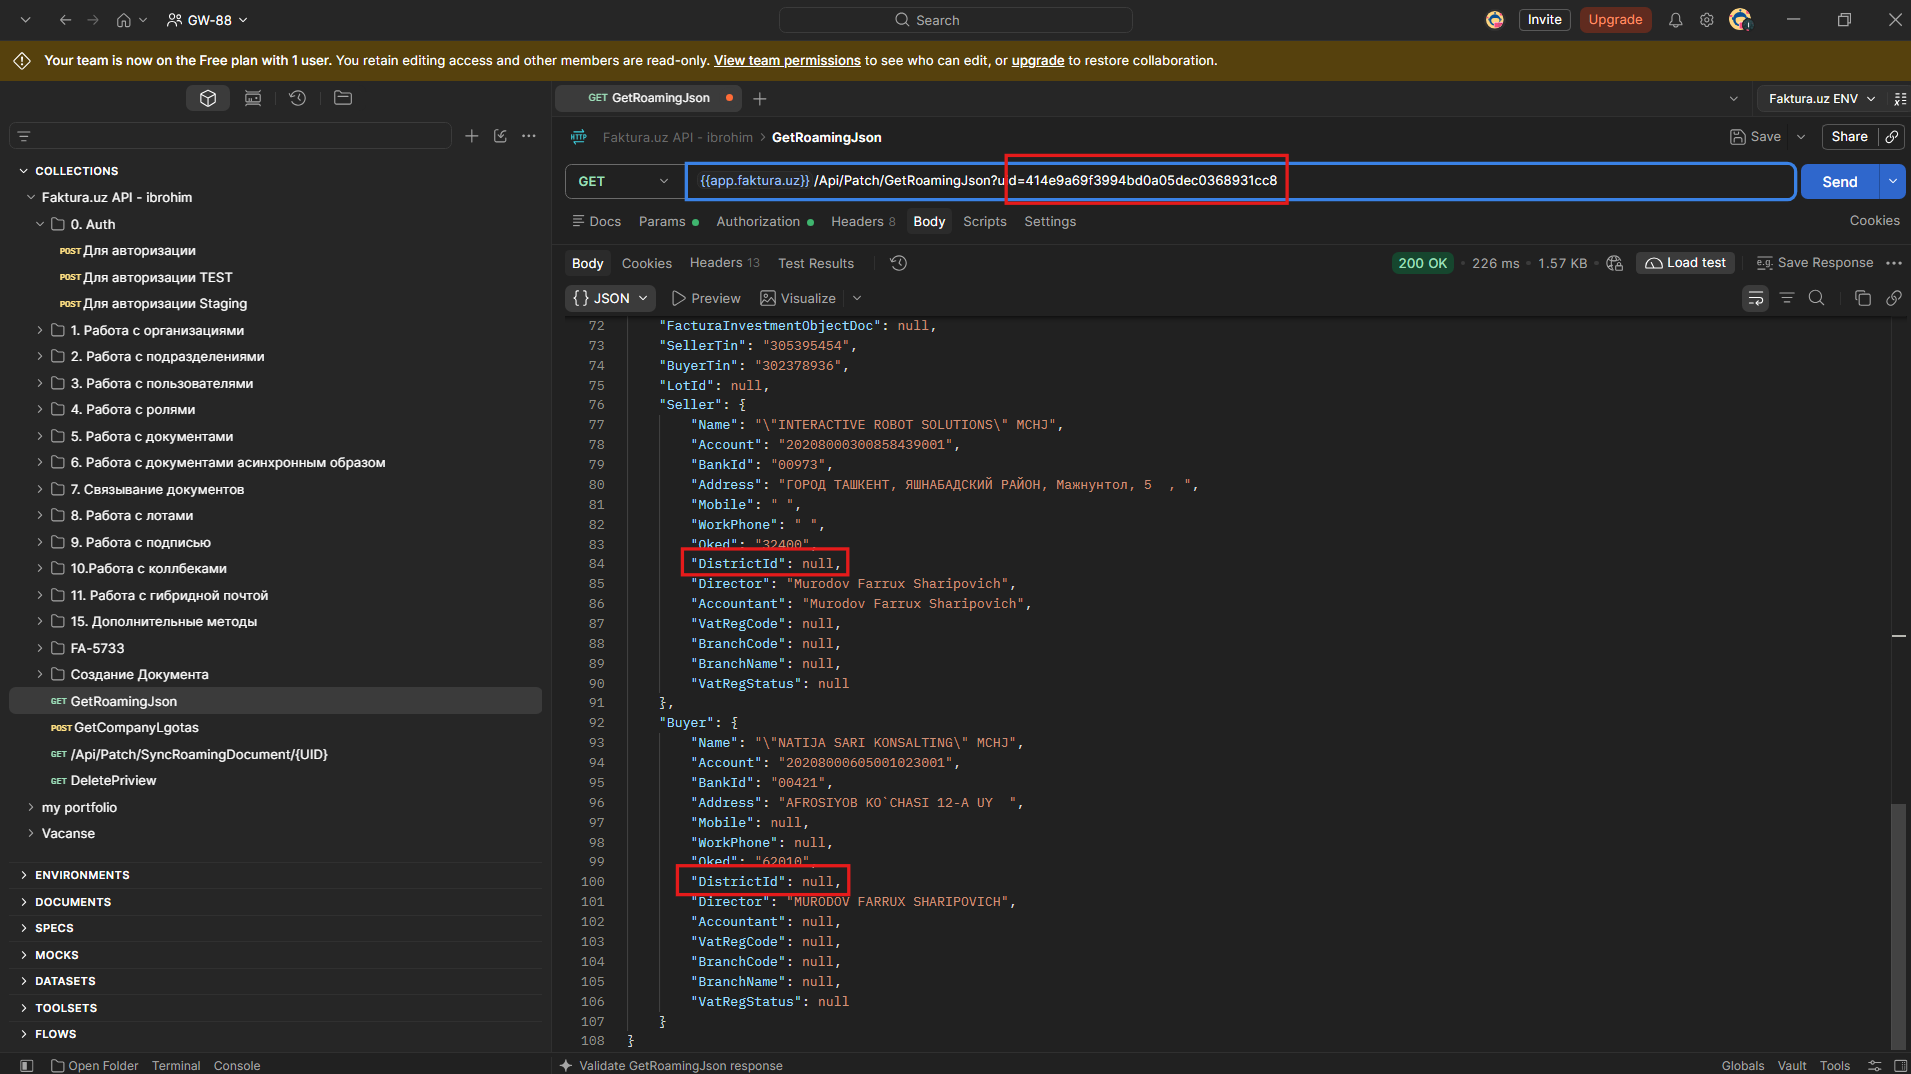 GW-88
Search
Invite
Upgrade
Your team is now on the Free plan with 1 user. You retain editing access and other members are read-only. View team permissions to see who can edit, or upgrade to restore collaboration.
GET GetRoamingJson
Faktura.uz ENV
Faktura.uz API - ibrohim > GetRoamingJson
Save
Share
COLLECTIONS
Faktura.uz API - ibrohim
0. Auth
POST Для авторизации
POST Для авторизации TEST
POST Для авторизации Staging
1. Работа с организациями
2. Работа с подразделениями
3. Работа с пользователями
4. Работа с ролями
5. Работа с документами
6. Работа с документами асинхронным образом
7. Связывание документов
8. Работа с лотами
9. Работа с подписью
10.Работа с коллбеками
11. Работа с гибридной почтой
15. Дополнительные методы
FA-5733
Создание Документа
GET GetRoamingJson
POST GetCompanyLgotas
GET /Api/Patch/SyncRoamingDocument/{UID}
GET DeletePriview
my portfolio
Vacanse
ENVIRONMENTS
DOCUMENTS
SPECS
MOCKS
DATASETS
TOOLSETS
FLOWS
GET
{{app.faktura.uz}} /Api/Patch/GetRoamingJson?uid=414e9a69f3994bd0a05dec0368931cc8
Send
Docs Params Authorization Headers 8 Body Scripts Settings
Cookies
Body Cookies Headers 13 Test Results
200 OK • 226 ms • 1.57 KB
Load test
e.g. Save Response
{} JSON
Preview
Visualize
72 "FacturaInvestmentObjectDoc": null,
73 "SellerTin": "305395454",
74 "BuyerTin": "302378936",
75 "LotId": null,
76 "Seller": {
77 "Name": "\"INTERACTIVE ROBOT SOLUTIONS\" MCHJ",
78 "Account": "20208000300858439001",
79 "BankId": "00973",
80 "Address": "ГОРОД ТАШКЕНТ, ЯШНАБАДСКИЙ РАЙОН, Мажнунтол, 5  , ",
81 "Mobile": " ",
82 "WorkPhone": " ",
83 "Oked": "32400",
84 "DistrictId": null,
85 "Director": "Murodov Farrux Sharipovich",
86 "Accountant": "Murodov Farrux Sharipovich",
87 "VatRegCode": null,
88 "BranchCode": null,
89 "BranchName": null,
90 "VatRegStatus": null
91 },
92 "Buyer": {
93 "Name": "\"NATIJA SARI KONSALTING\" MCHJ",
94 "Account": "20208000605001023001",
95 "BankId": "00421",
96 "Address": "AFROSIYOB KO`CHASI 12-A UY  ",
97 "Mobile": null,
98 "WorkPhone": null,
99 "Oked": "62010",
100 "DistrictId": null,
101 "Director": "MURODOV FARRUX SHARIPOVICH",
102 "Accountant": null,
103 "VatRegCode": null,
104 "BranchCode": null,
105 "BranchName": null,
106 "VatRegStatus": null
107 }
108 }
Open Folder Terminal Console
Validate GetRoamingJson response
Globals Vault Tools